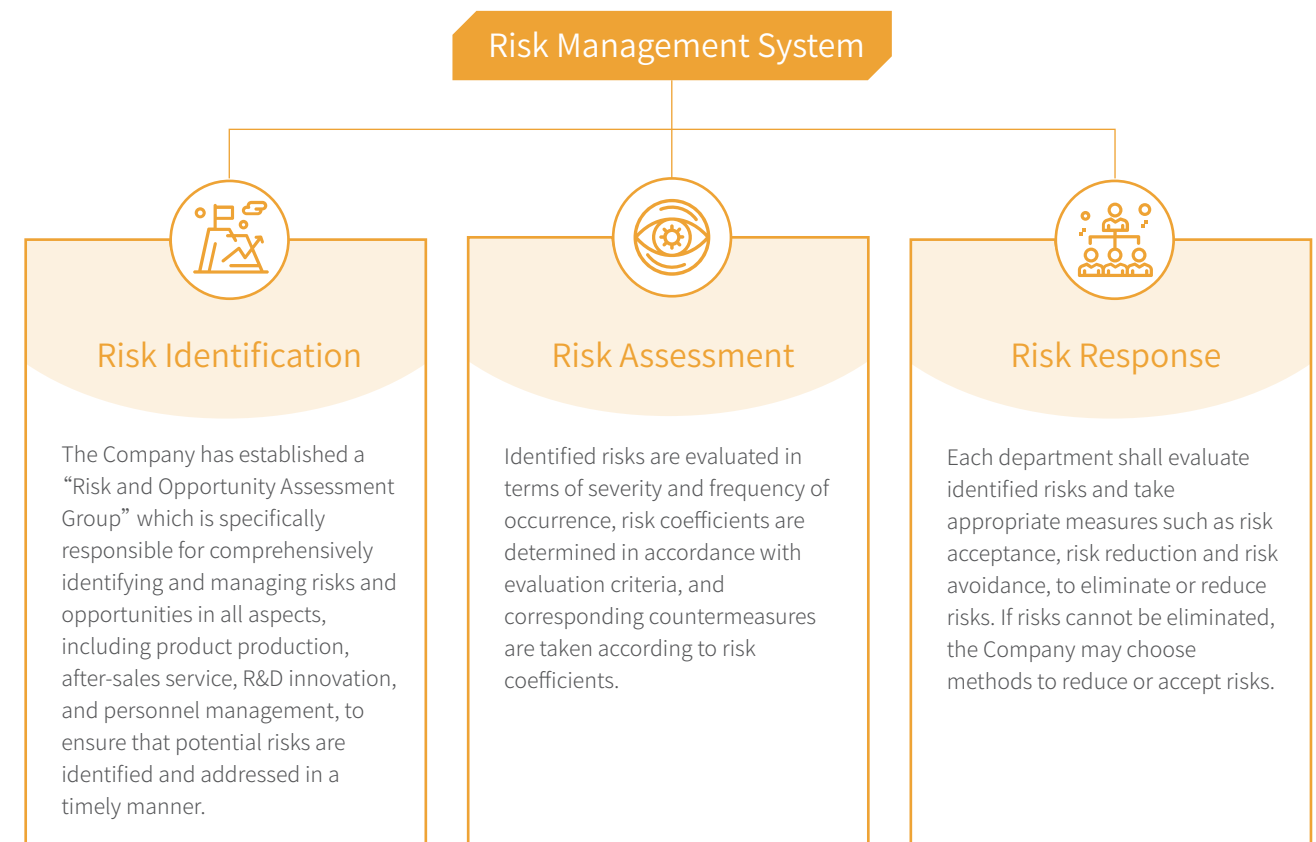 Risk Management System
Risk Identification
The Company has established a
“Risk and Opportunity Assessment
Group” which is specifically
responsible for comprehensively
identifying and managing risks and
opportunities in all aspects,
including product production,
after-sales service, R&D innovation,
and personnel management, to
ensure that potential risks are
identified and addressed in a
timely manner.
Risk Assessment
Identified risks are evaluated in
terms of severity and frequency of
occurrence, risk coefficients are
determined in accordance with
evaluation criteria, and
corresponding countermeasures
are taken according to risk
coefficients.
Risk Response
Each department shall evaluate
identified risks and take
appropriate measures such as risk
acceptance, risk reduction and risk
avoidance, to eliminate or reduce
risks. If risks cannot be eliminated,
the Company may choose
methods to reduce or accept risks.